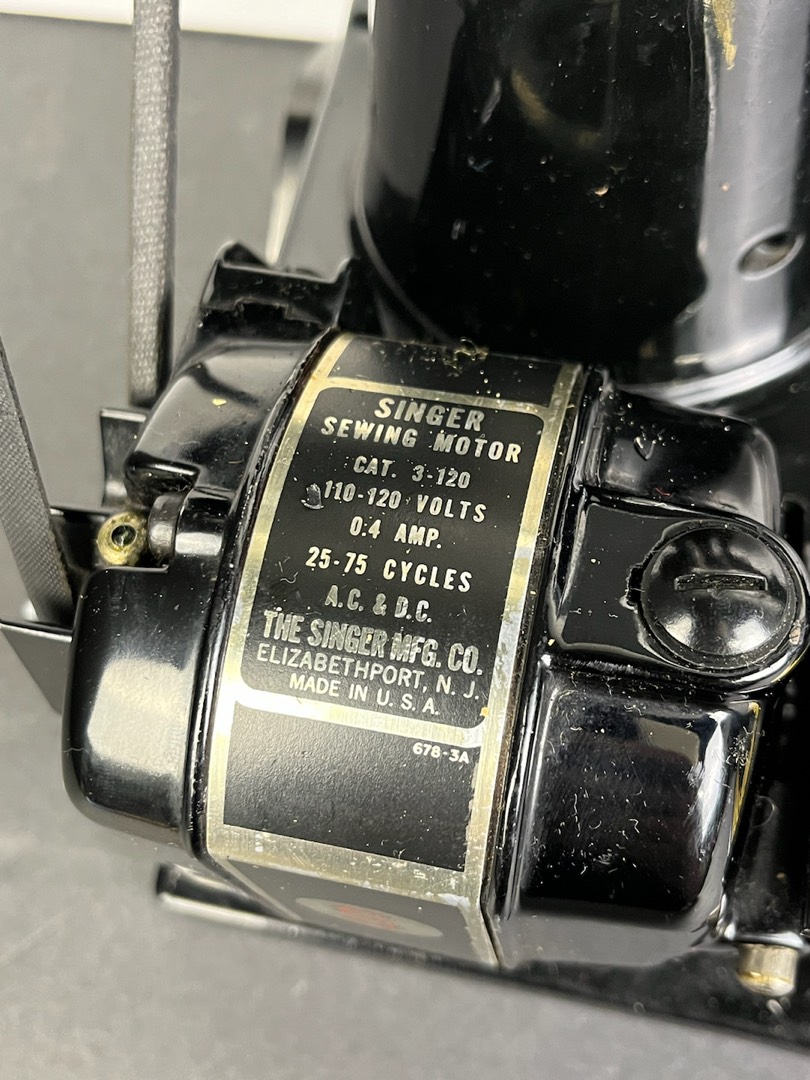 SINGER
SEWING MOTOR
CAT. 3-120
110-120 VOLTS
0.4 AMP.
25-75 CYCLES
A.C. & D.C.
THE SINGER MFG. CO.
ELIZABETHPORT, N. J.
MADE IN U. S. A.
678-3A